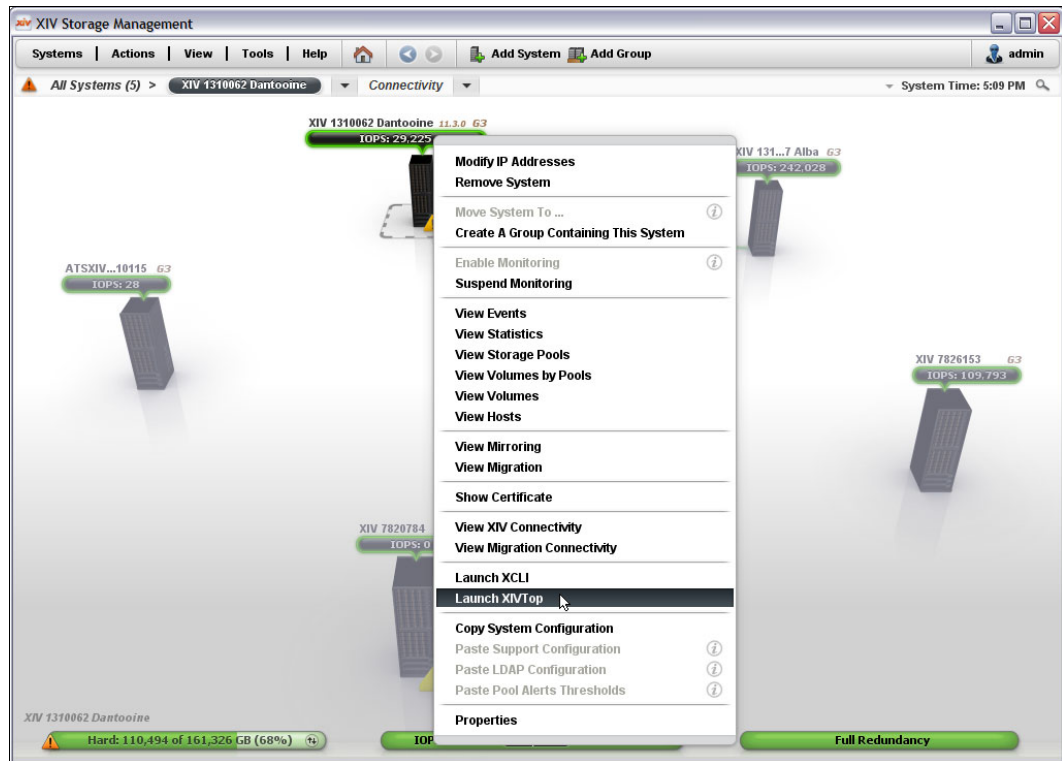 XIV Storage Management
Systems | Actions | View | Tools | Help Add System Add Group admin
All Systems (5) > XIV 1310062 Dantooine Connectivity System Time: 5:09 PM
XIV 1310062 Dantooine 11.3.0 G3
IOPS: 29,225
XIV 131...7 Alba G3
IOPS: 242,028
ATSXIV...10115 G3
IOPS: 28
XIV 7826153 G3
IOPS: 109,793
XIV 7820784
IOPS: 0
Modify IP Addresses
Remove System
Move System To ...
Create A Group Containing This System
Enable Monitoring
Suspend Monitoring
View Events
View Statistics
View Storage Pools
View Volumes by Pools
View Volumes
View Hosts
View Mirroring
View Migration
Show Certificate
View XIV Connectivity
View Migration Connectivity
Launch XCLI
Launch XIVTop
Copy System Configuration
Paste Support Configuration
Paste LDAP Configuration
Paste Pool Alerts Thresholds
Properties
XIV 1310062 Dantooine
Hard: 110,494 of 161,326 GB (68%) IOP Full Redundancy